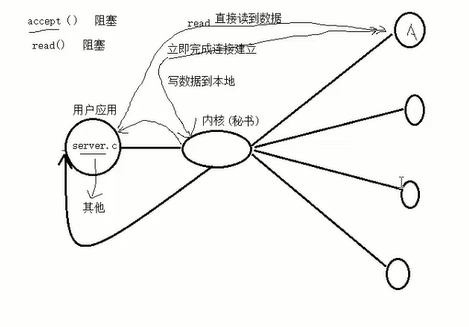 accept() 阻塞
read() 阻塞
read 直接读到数据
立即完成连接建立
写数据到本地
用户应用
内核(秘书)
server.c
其他
A